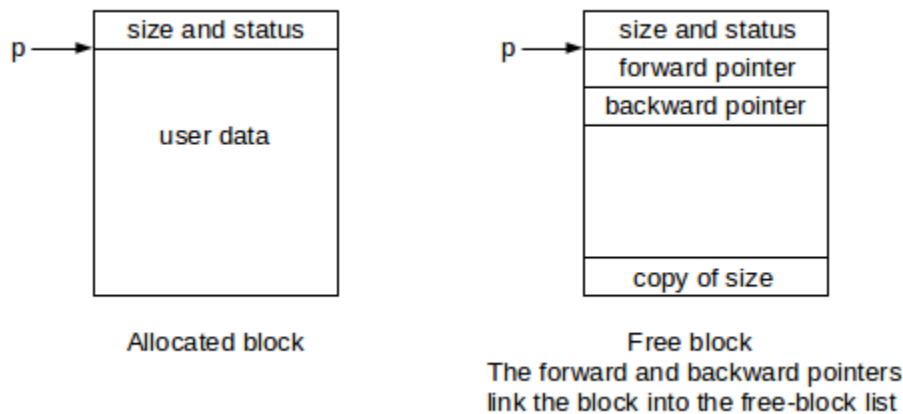 size and status
p
user data
Allocated block
size and status
p
forward pointer
backward pointer
copy of size
Free block
The forward and backward pointers
link the block into the free-block list